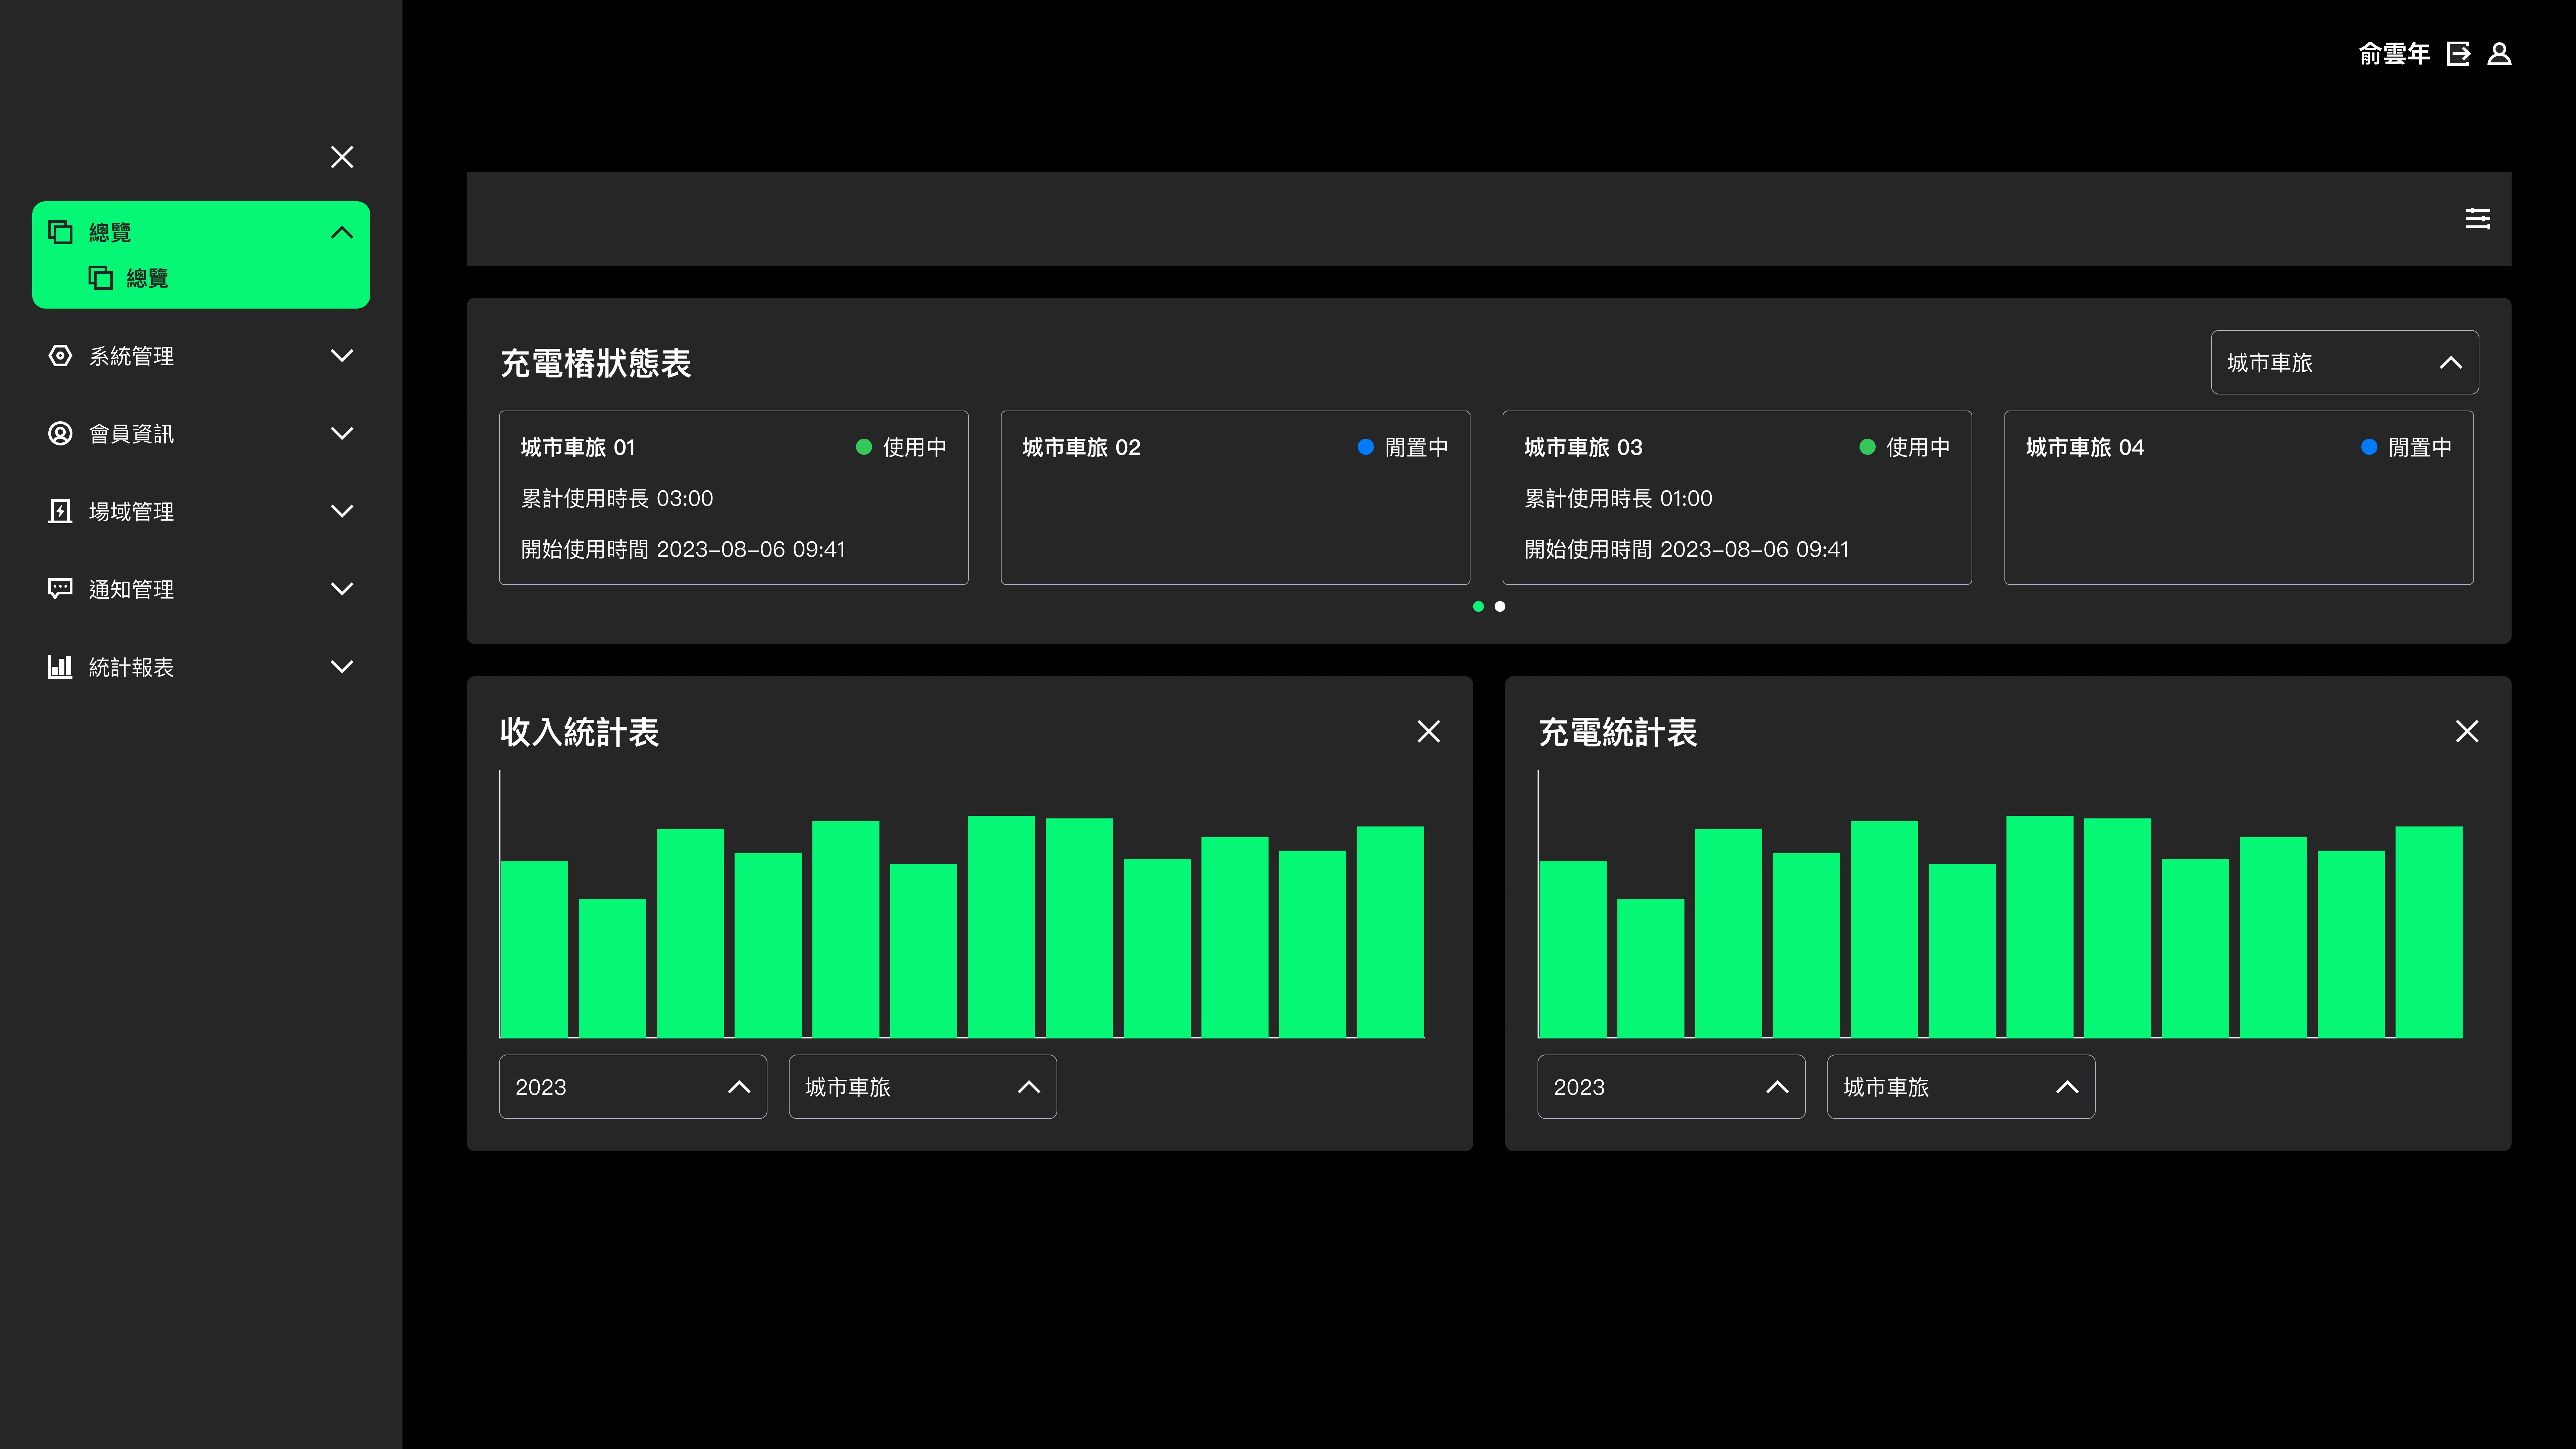 俞雲年
總覽
總覽
系統管理
會員資訊
場域管理
通知管理
統計報表
充電樁狀態表
城市車旅
城市車旅 01
使用中
累計使用時長 03:00
開始使用時間 2023-08-06 09:41
城市車旅 02
閒置中
城市車旅 03
使用中
累計使用時長 01:00
開始使用時間 2023-08-06 09:41
城市車旅 04
閒置中
收入統計表
2023
城市車旅
充電統計表
2023
城市車旅